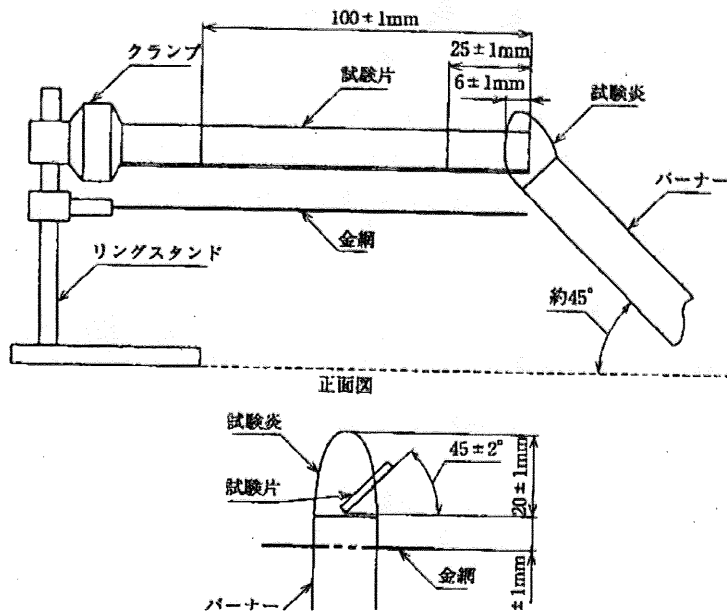 100±1mm
25±1mm
6±1mm
クランプ
試験片
試験炎
バーナー
金網
リングスタンド
約45°
正面図
試験炎
45±2°
試験片
20±1mm
金網
±1mm
バーナー